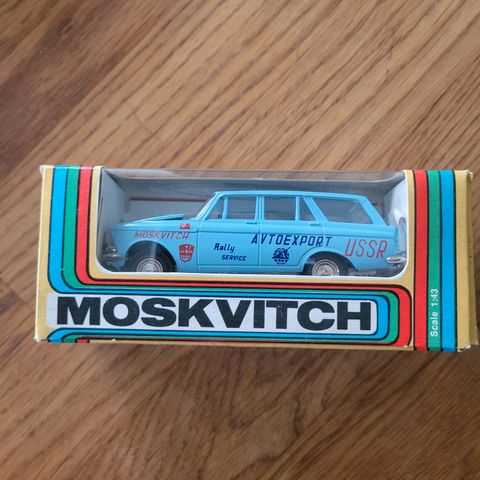 MOSKVITCH
Rally
SERVICE
AVTOEXPORT
USSR
MOSKVITCH
Scale 1:43